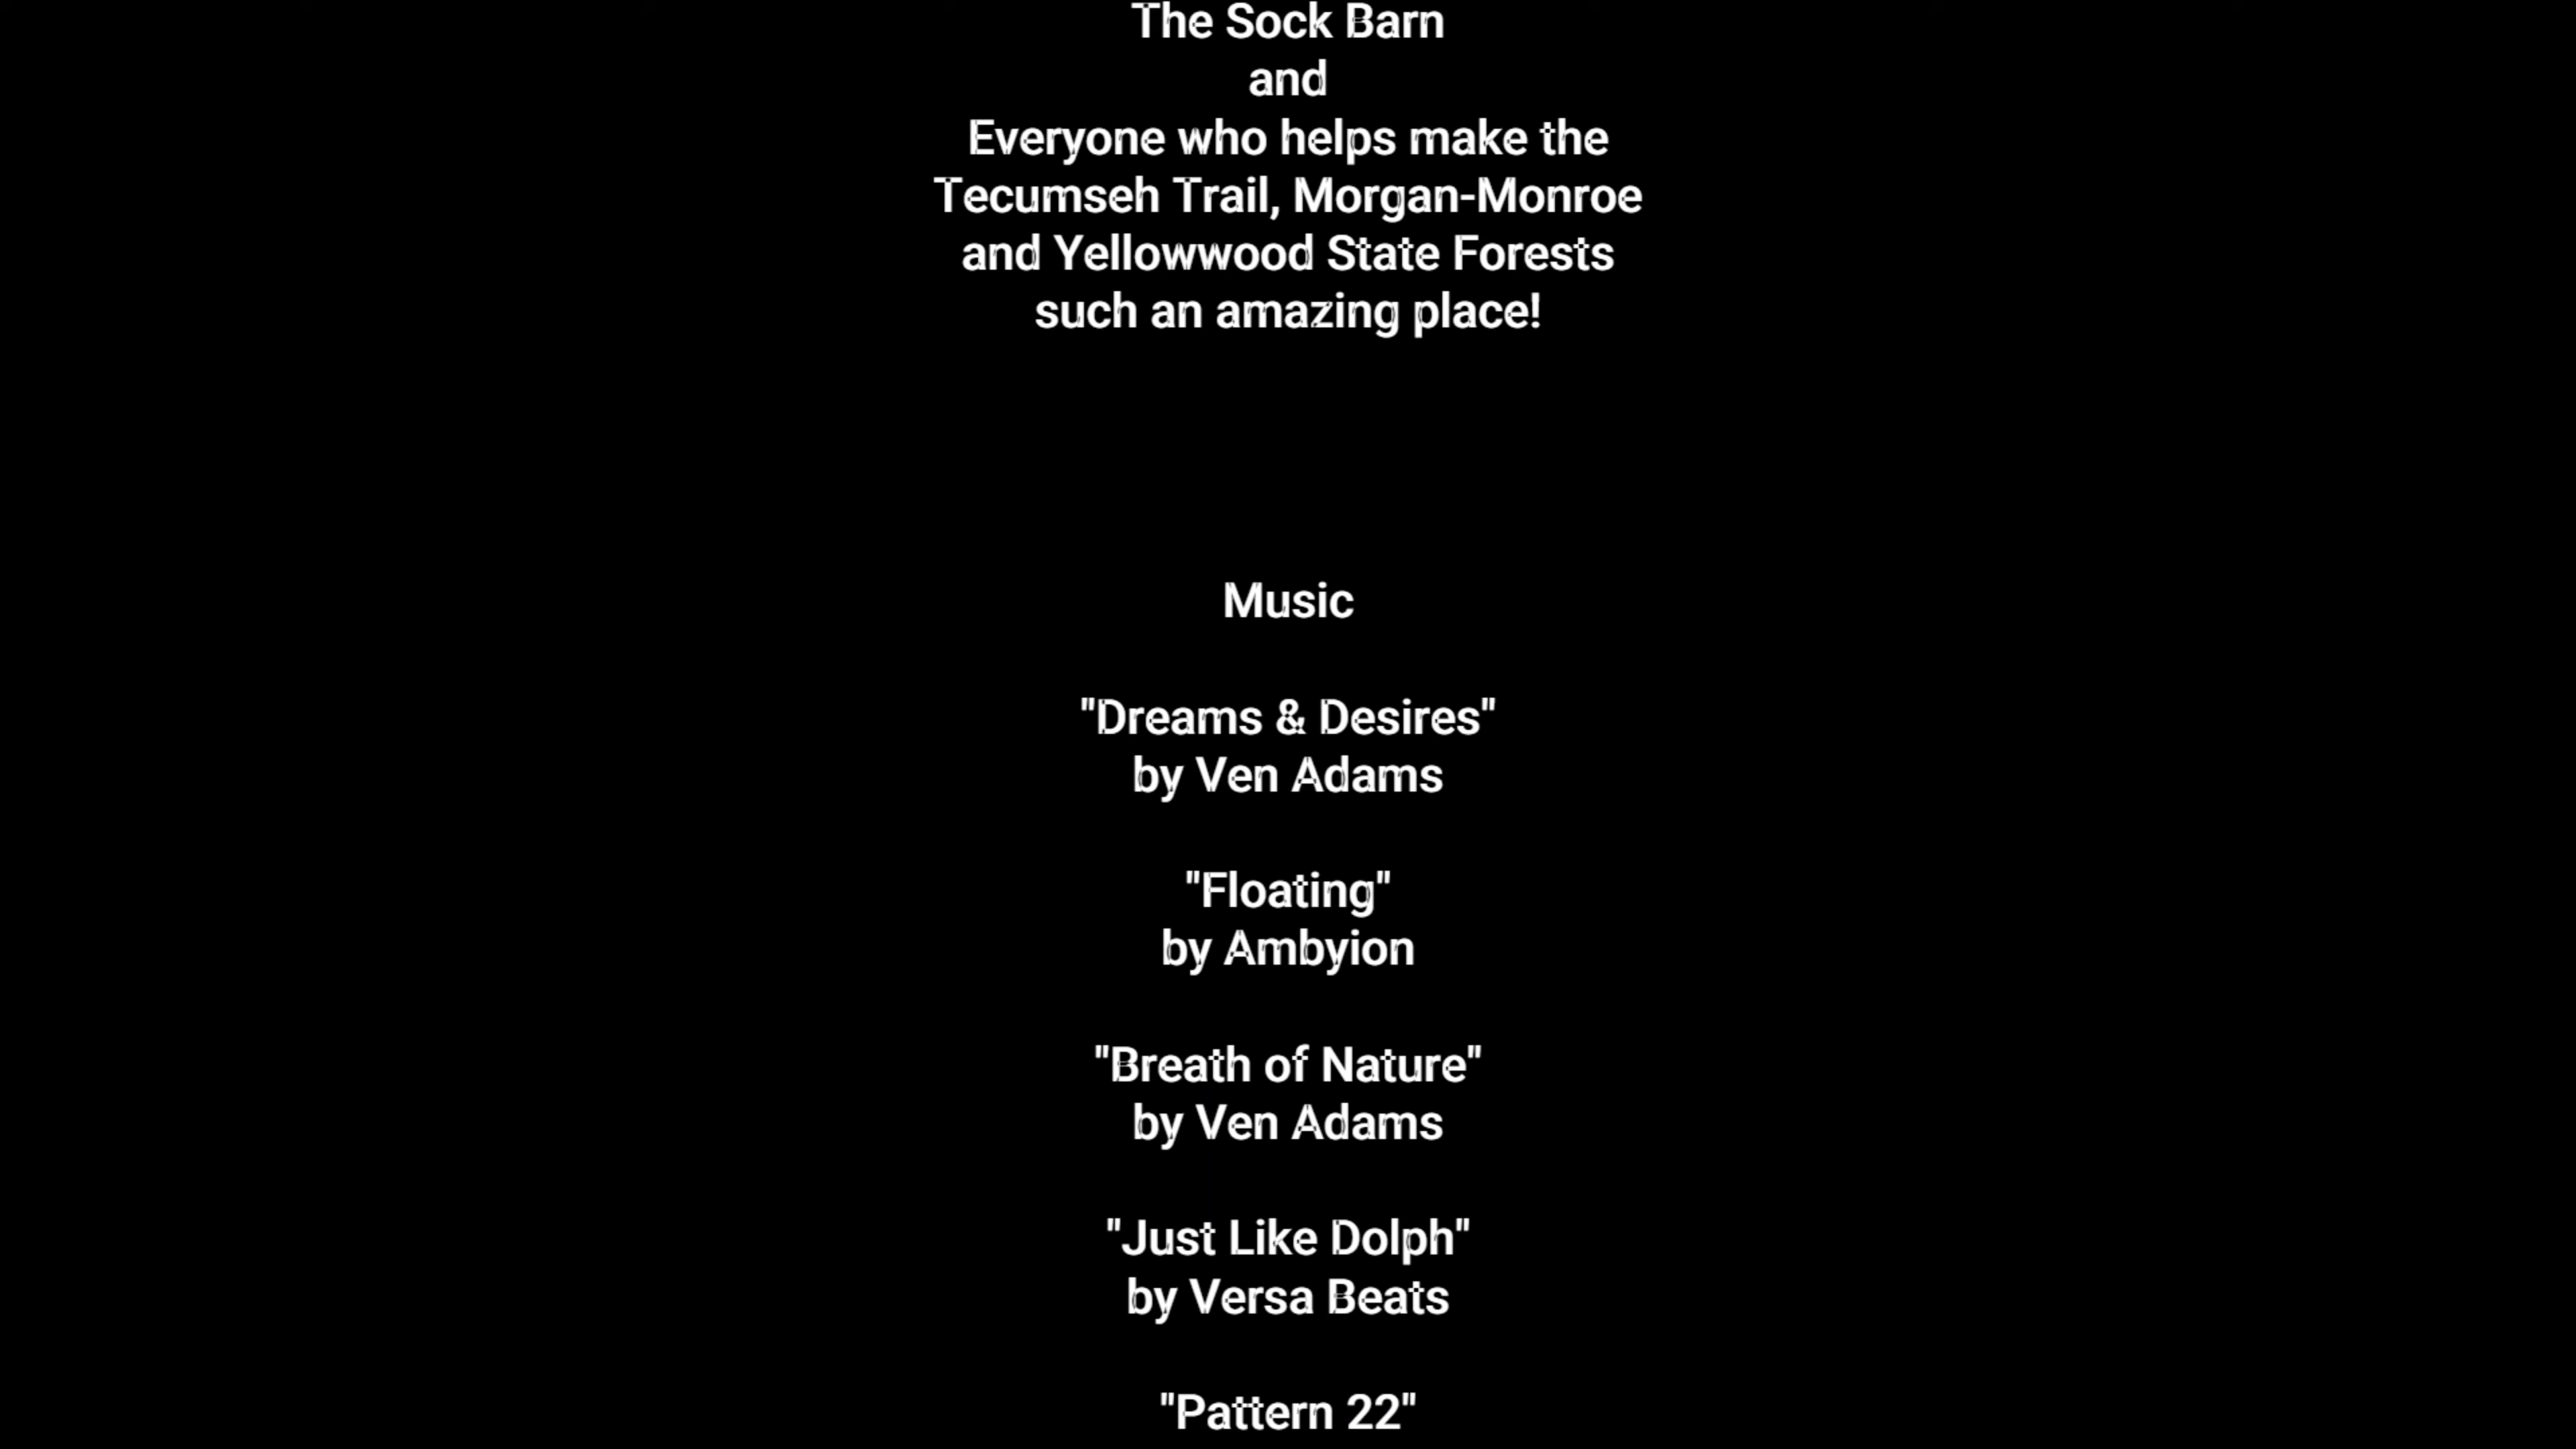 The Sock Barn
and
Everyone who helps make the
Tecumseh Trail, Morgan-Monroe
and Yellowwood State Forests
such an amazing place!
Music
"Dreams & Desires"
by Ven Adams
"Floating"
by Ambyion
"Breath of Nature"
by Ven Adams
"Just Like Dolph"
by Versa Beats
"Pattern 22"